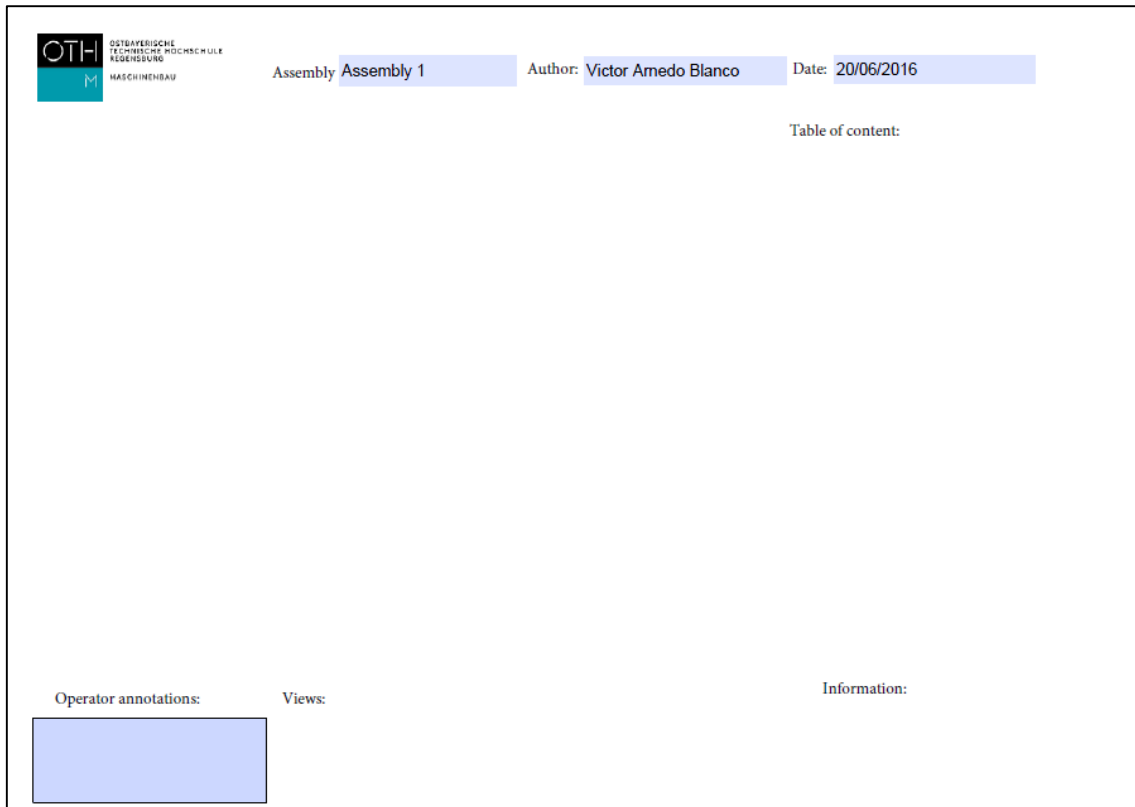 OTH
OSTBAYERISCHE
TECHNISCHE HOCHSCHULE
REGENSBURG
M
MASCHINENBAU
Assembly Assembly 1
Author: Victor Arnedo Blanco
Date: 20/06/2016
Table of content:
Operator annotations:
Views:
Information: